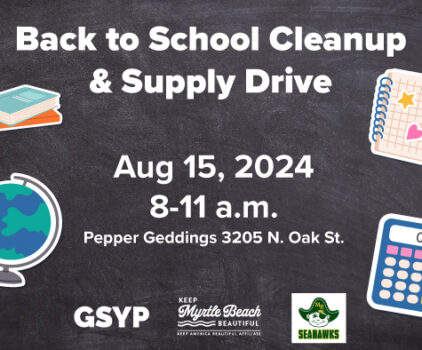 Back to School Cleanup
& Supply Drive
Aug 15, 2024
8-11 a.m.
Pepper Geddings 3205 N. Oak St.
GSYP
KEEP
Myrtle Beach
BEAUTIFUL
KEEP AMERICA BEAUTIFUL AFFILIATE
SEAHAWKS